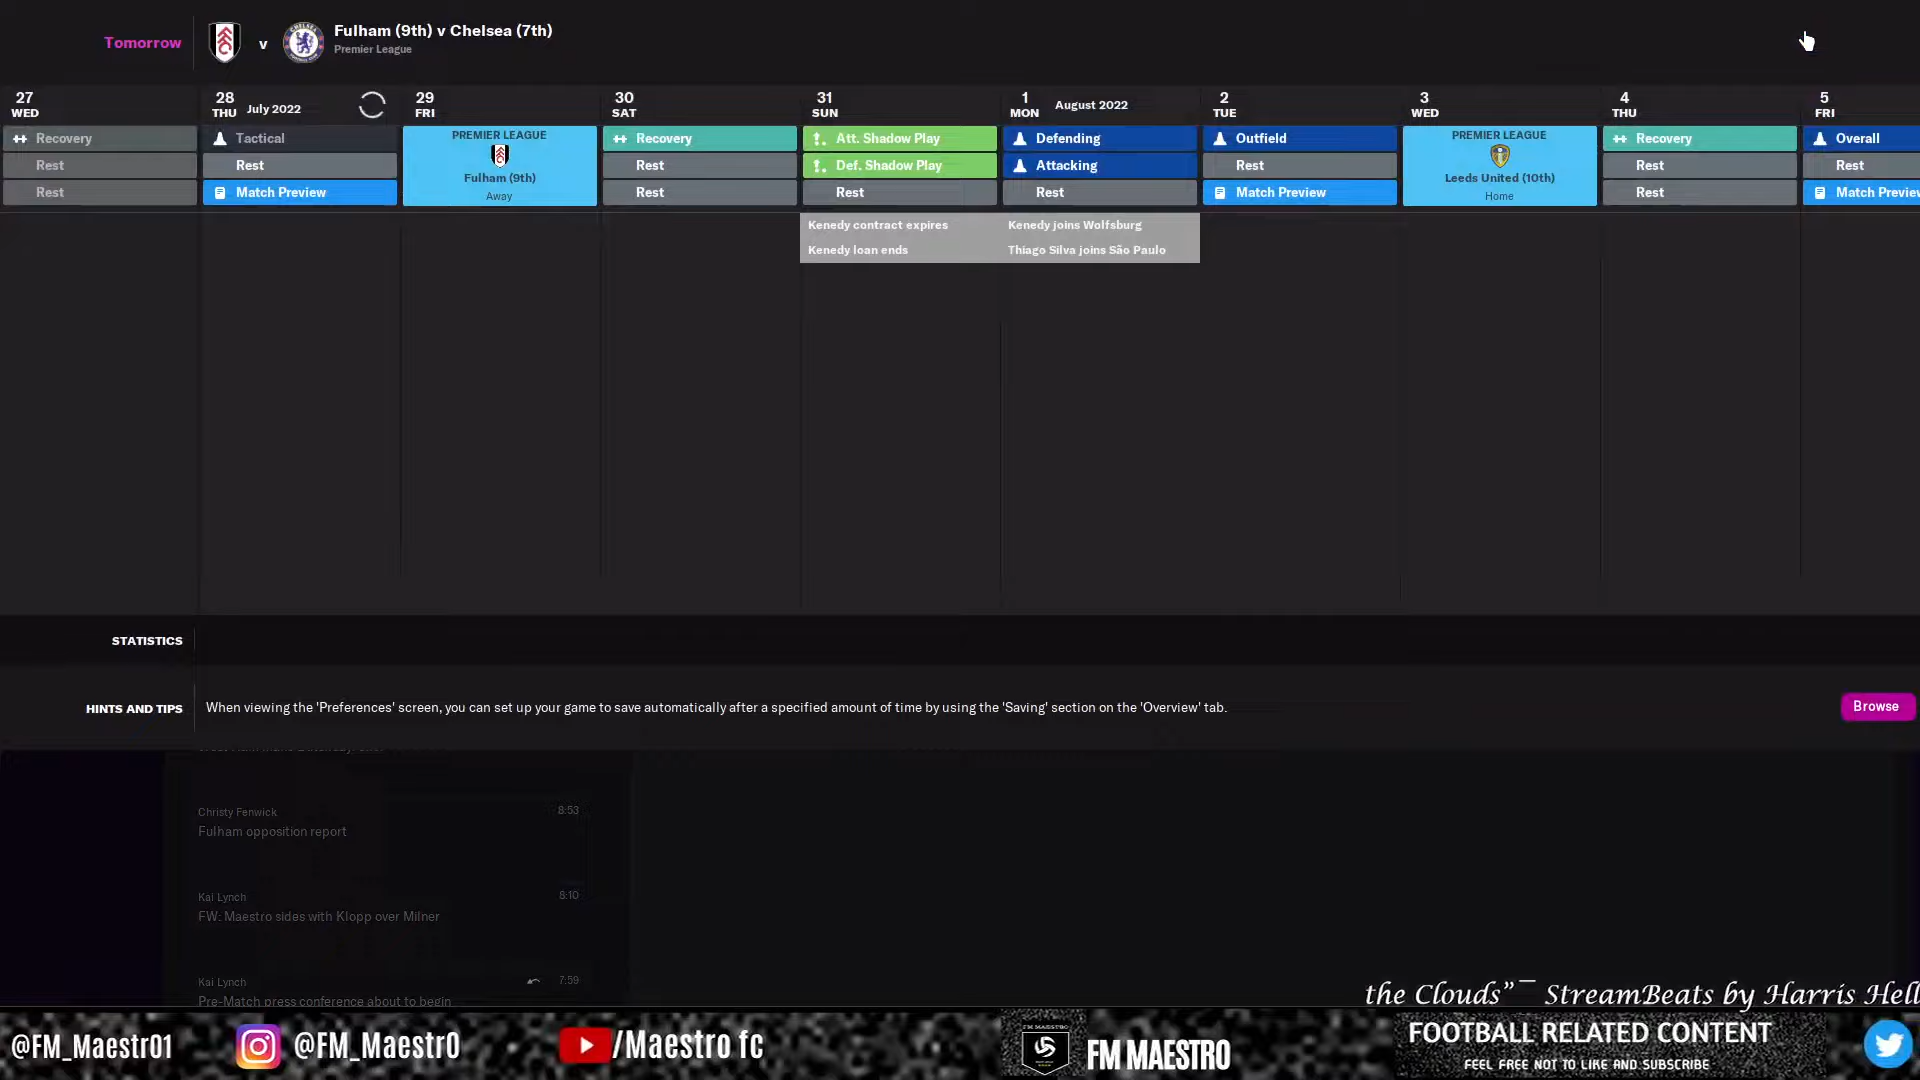 Tomorrow
v
Fulham (9th) v Chelsea (7th)
Premier League
27
WED
28
THU July 2022
29
FRI
30
SAT
31
SUN
1
MON August 2022
2
TUE
3
WED
4
THU
5
FRI
Recovery
Rest
Rest
Tactical
Rest
Match Preview
PREMIER LEAGUE
Fulham (9th)
Away
Recovery
Rest
Rest
Att. Shadow Play
Def. Shadow Play
Rest
Defending
Attacking
Rest
Outfield
Rest
Match Preview
PREMIER LEAGUE
Leeds United (10th)
Home
Recovery
Rest
Rest
Overall
Rest
Match Preview
Kenedy contract expires
Kenedy loan ends
Kenedy joins Wolfsburg
Thiago Silva joins São Paulo
STATISTICS
HINTS AND TIPS
When viewing the 'Preferences' screen, you can set up your game to save automatically after a specified amount of time by using the 'Saving' section on the 'Overview' tab.
Browse
Christy Fenwick 8:53
Fulham opposition report
Kai Lynch 8:10
FW: Maestro sides with Klopp over Milner
Kai Lynch 7:59
Pre-Match press conference about to begin
the Clouds” — StreamBeats by Harris Hell
@FM_Maestr01
@FM_Maestr0
/Maestro fc
FM MAESTRO
FM MAESTRO
FOOTBALL RELATED CONTENT
FEEL FREE NOT TO LIKE AND SUBSCRIBE